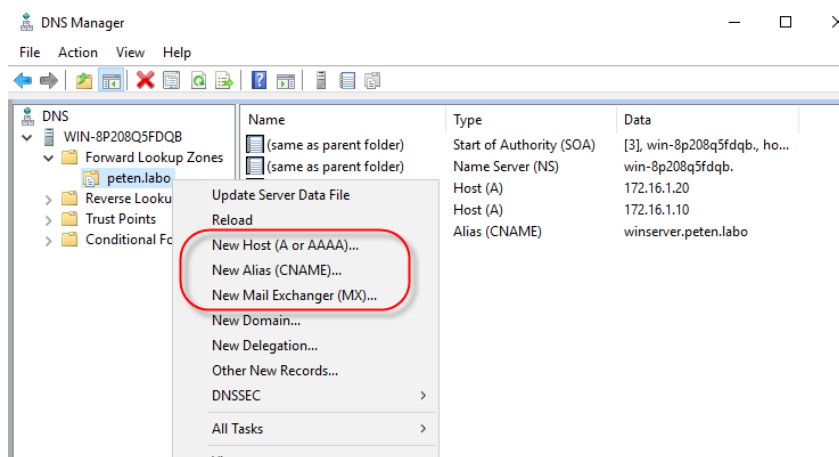 DNS Manager
File Action View Help
DNS
WIN-8P208Q5FDQB
Forward Lookup Zones
peten.labo
Reverse Looku
Trust Points
Conditional Fo
Name Type Data
(same as parent folder) Start of Authority (SOA) [3], win-8p208q5fdqb., ho...
(same as parent folder) Name Server (NS) win-8p208q5fdqb.
Host (A) 172.16.1.20
Host (A) 172.16.1.10
Alias (CNAME) winserver.peten.labo
Update Server Data File
Reload
New Host (A or AAAA)...
New Alias (CNAME)...
New Mail Exchanger (MX)...
New Domain...
New Delegation...
Other New Records...
DNSSEC
All Tasks